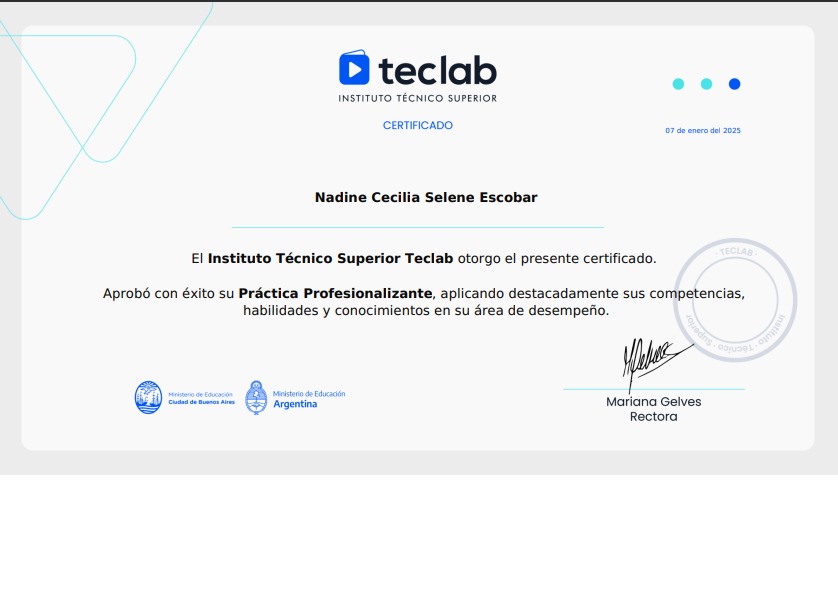 teclab
INSTITUTO TÉCNICO SUPERIOR
CERTIFICADO
07 de enero del 2025
Nadine Cecilia Selene Escobar
El Instituto Técnico Superior Teclab otorgo el presente certificado.
Aprobó con éxito su Práctica Profesionalizante, aplicando destacadamente sus competencias,
habilidades y conocimientos en su área de desempeño.
· TECLAB ·
Instituto · Técnico · Superior
Ministerio de Educación
Ciudad de Buenos Aires
Ministerio de Educación
Argentina
Mariana Gelves
Rectora